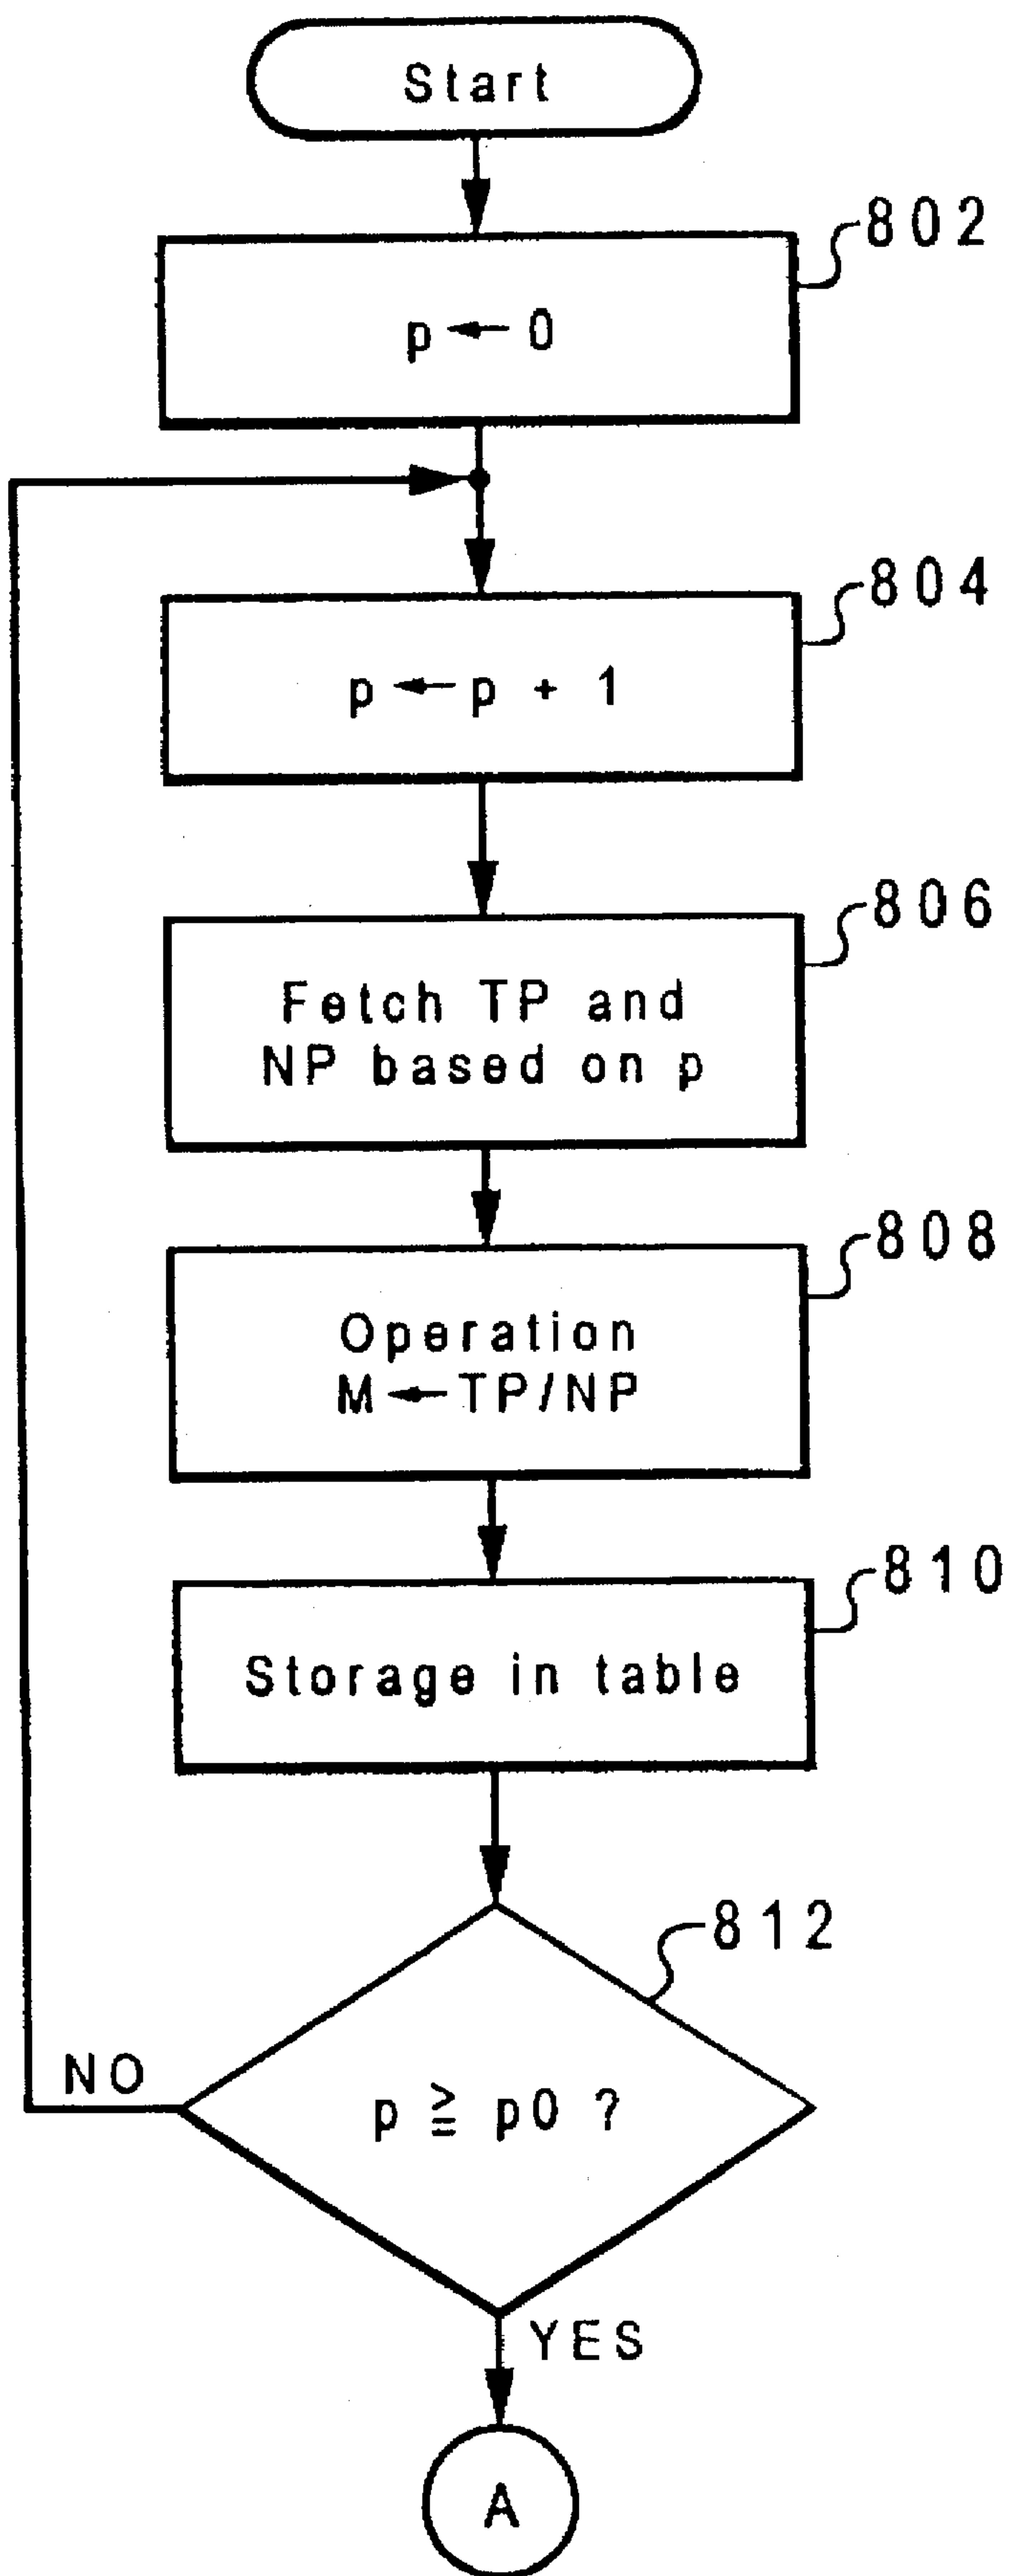 Start
802
p ← 0
804
p ← p + 1
806
Fetch TP and
NP based on p
808
Operation
M ← TP/NP
810
Storage in table
812
NO
p ≧ p0 ?
YES
A